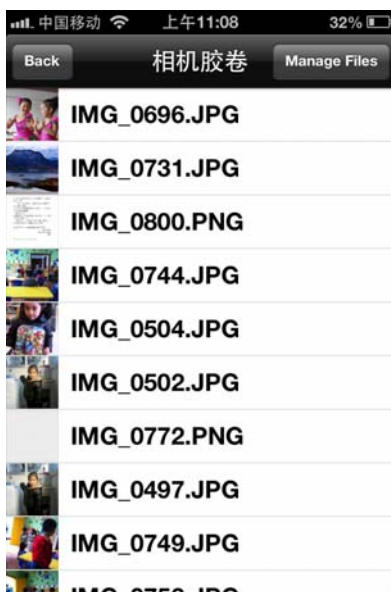 中国移动 上午11:08 32%
Back 相机胶卷 Manage Files
IMG_0696.JPG
IMG_0731.JPG
IMG_0800.PNG
IMG_0744.JPG
IMG_0504.JPG
IMG_0502.JPG
IMG_0772.PNG
IMG_0497.JPG
IMG_0749.JPG